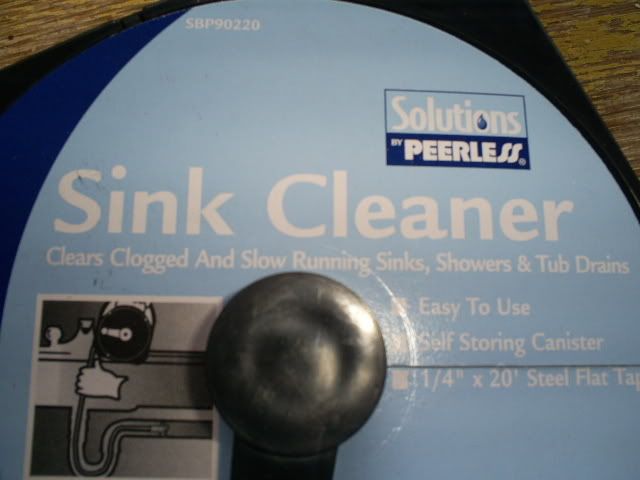 SBP90220
Solutions
BY PEERLESS®
Sink Cleaner
Clears Clogged And Slow Running Sinks, Showers & Tub Drains
Easy To Use
Self Storing Canister
1/4" x 20' Steel Flat